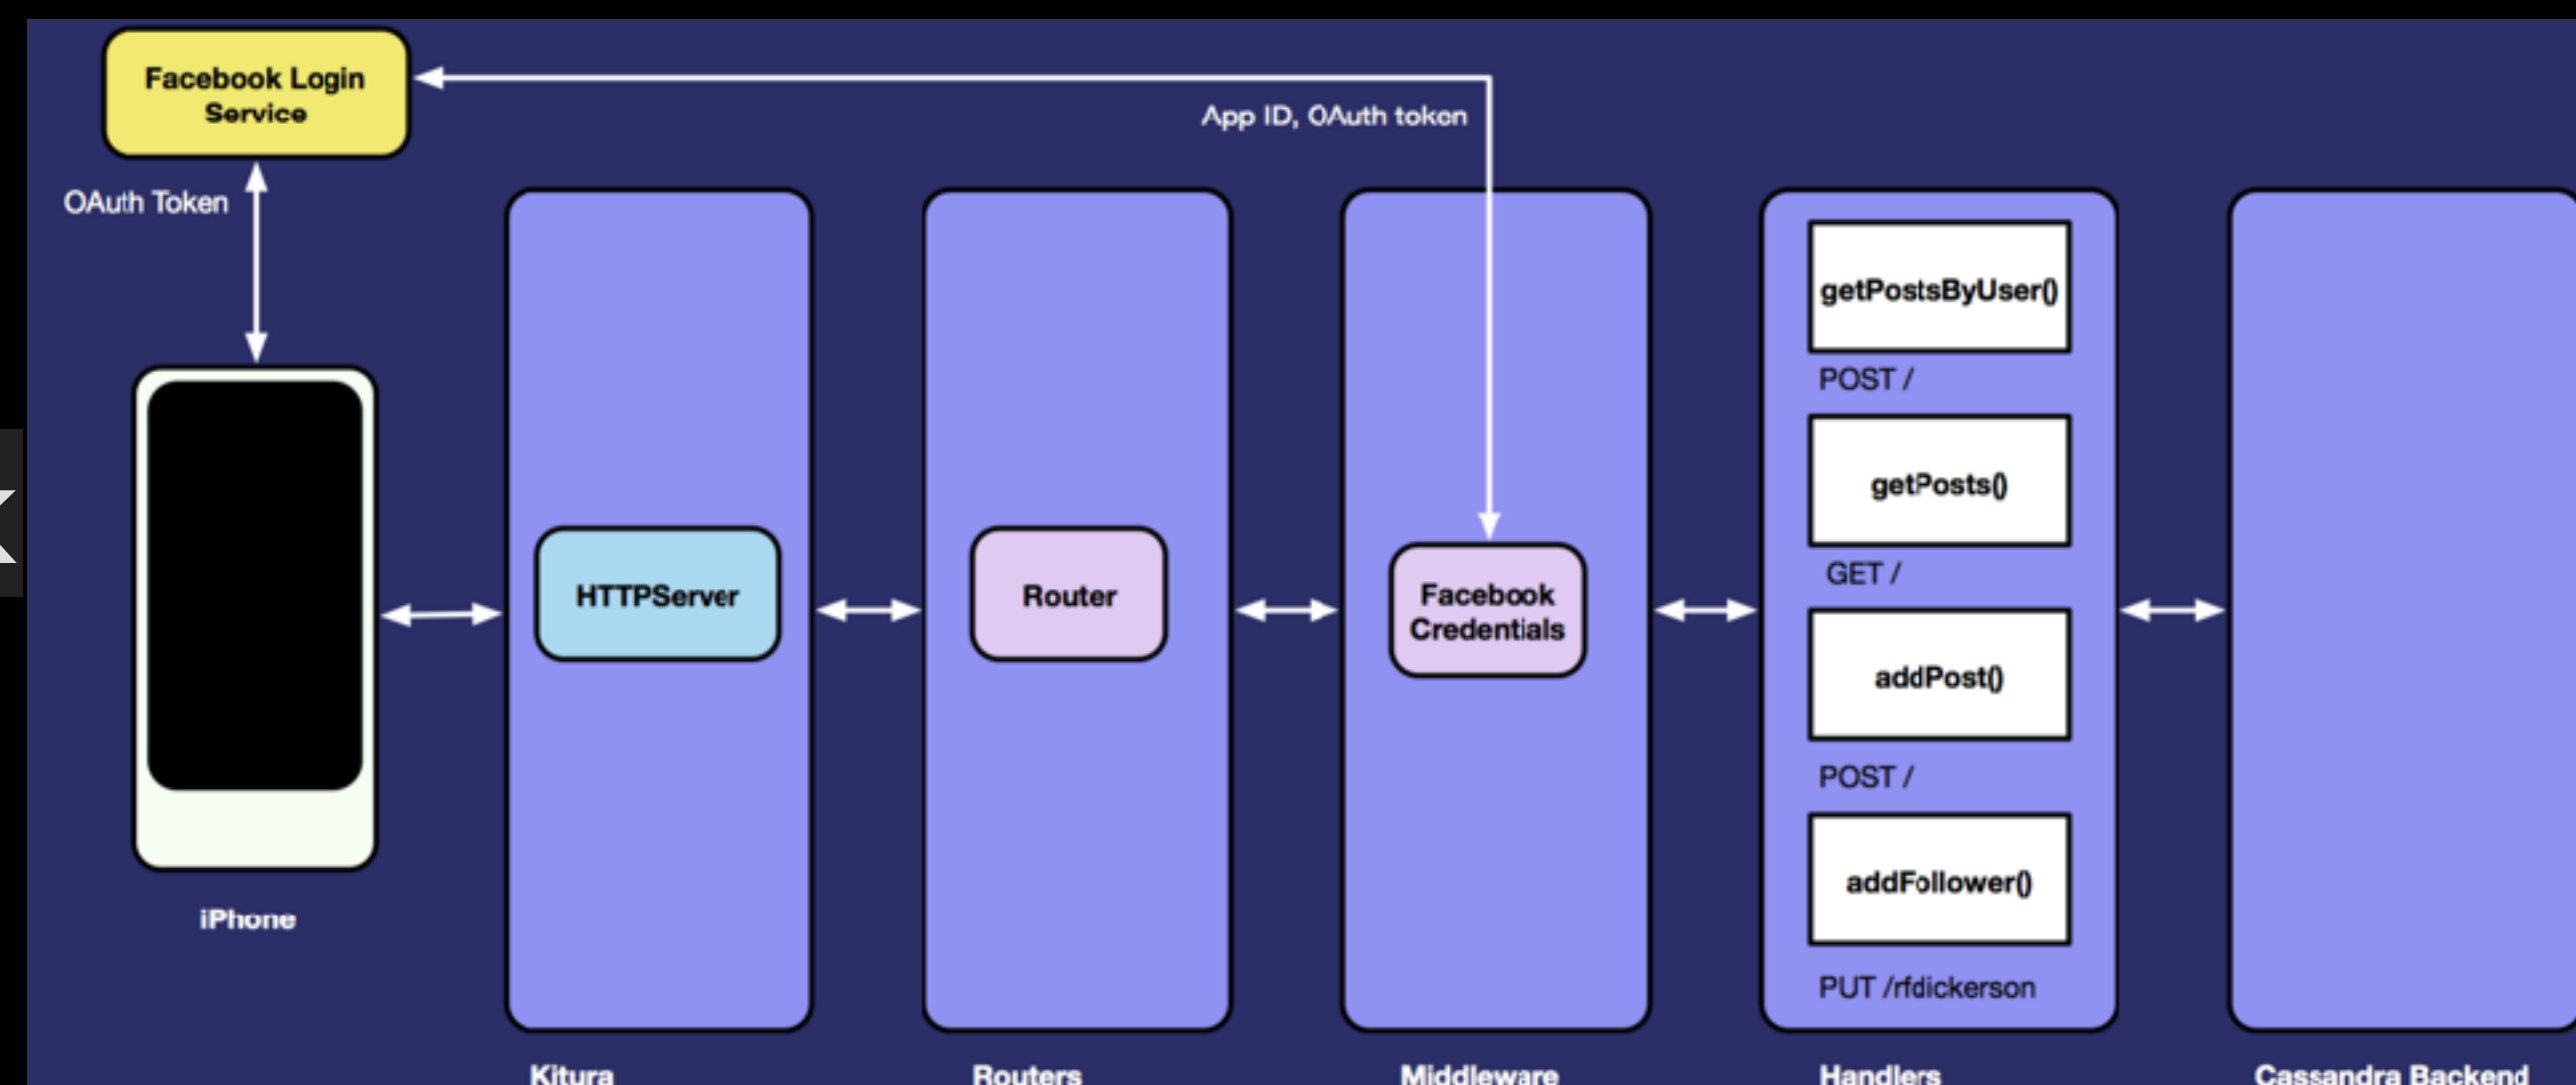 Facebook Login
Service
App ID, OAuth token
OAuth Token
iPhone
HTTPServer
Router
Facebook
Credentials
getPostsByUser()
POST /
getPosts()
GET /
addPost()
POST /
addFollower()
PUT /rfdickerson
Kitura
Routers
Middleware
Handlers
Cassandra Backend